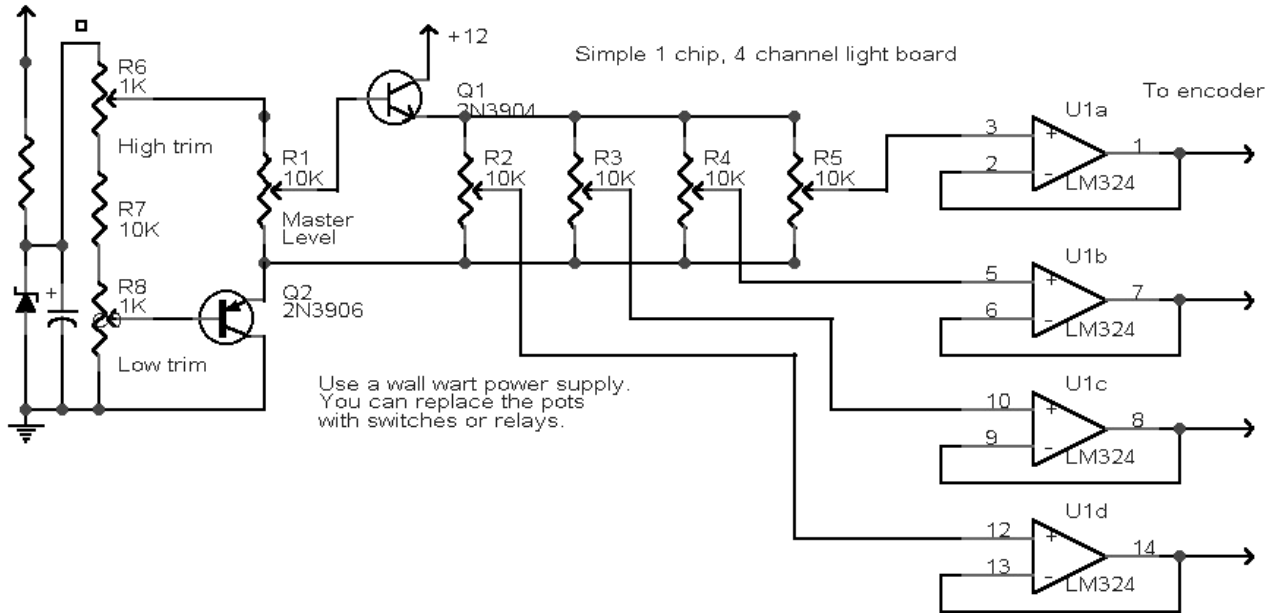 +12
Simple 1 chip, 4 channel light board
To encoder
R6
1K
Q1
2N3904
High trim
R1
10K
Master
Level
R2
10K
R3
10K
R4
10K
R5
10K
3
2
+
-
1
U1a
LM324
R7
10K
+
R8
1K
Low trim
Q2
2N3906
5
6
+
-
7
U1b
LM324
Use a wall wart power supply.
You can replace the pots
with switches or relays.
10
9
+
-
8
U1c
LM324
12
13
+
-
14
U1d
LM324